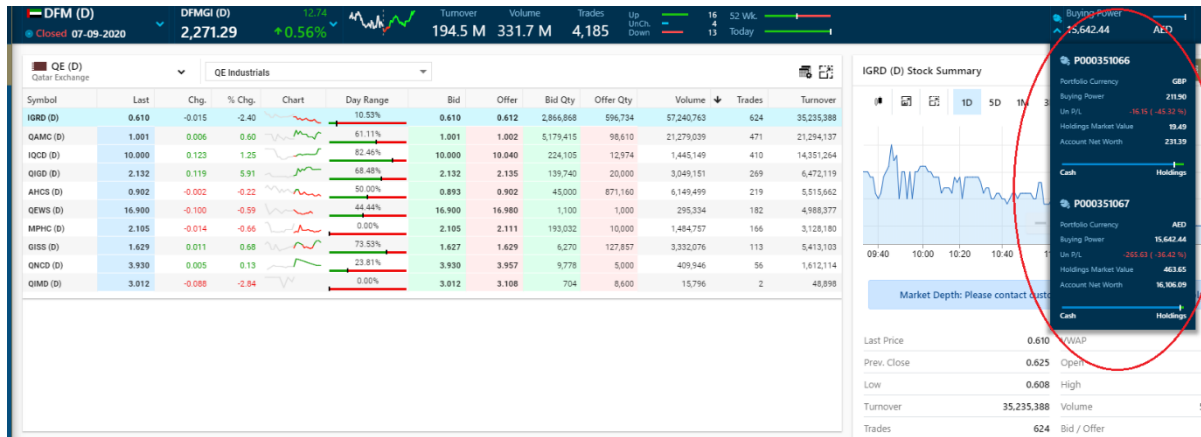 DFM (D) DFMGI (D) 12.74 Turnover Volume Trades Up 16 52 Wk. Buying Power
Closed 07-09-2020 2,271.29 0.56% 194.5 M 331.7 M 4,185 UnCh. 4 15,642.44 AED
Down 13 Today
QE (D)
Qatar Exchange
QE Industrials
Symbol Last Chg. % Chg. Chart Day Range Bid Offer Bid Qty Offer Qty Volume Trades Turnover
IGRD (D) 0.610 -0.015 -2.40 10.53% 0.610 0.612 2,866,868 596,734 57,240,763 624 35,235,388
QAMC (D) 1.001 0.006 0.60 61.11% 1.001 1.002 5,179,415 98,610 21,279,039 471 21,294,137
IQCD (D) 10.000 0.123 1.25 82.46% 10.000 10.040 224,105 12,974 1,445,149 410 14,351,264
QIGD (D) 2.132 0.119 5.91 68.48% 2.132 2.135 139,740 20,000 3,049,151 269 6,472,119
AHCS (D) 0.902 -0.002 -0.22 50.00% 0.893 0.902 45,000 871,160 6,149,499 219 5,515,662
QEWS (D) 16.900 -0.100 -0.59 44.44% 16.900 16.980 1,100 1,000 295,334 182 4,988,377
MPHC (D) 2.105 -0.014 -0.66 0.00% 2.105 2.111 193,032 10,000 1,484,757 166 3,128,180
GISS (D) 1.629 0.011 0.68 73.53% 1.627 1.629 6,270 127,857 3,332,076 113 5,413,103
QNCD (D) 3.930 0.005 0.13 23.81% 3.930 3.957 9,778 5,000 409,946 56 1,612,114
QIMD (D) 3.012 -0.088 -2.84 0.00% 3.012 3.108 704 8,600 15,796 2 48,898
IGRD (D) Stock Summary
1D 5D 1M
09:40 10:00 10:20 10:40
Market Depth: Please contact
Last Price 0.610 VWAP
Prev. Close 0.625 Open
Low 0.608 High
Turnover 35,235,388 Volume
Trades 624 Bid / Offer
P000351066
Portfolio Currency GBP
Buying Power 211.90
Un P/L -16.15 ( -45.32 %)
Holdings Market Value 19.49
Account Net Worth 231.39
Cash Holdings
P000351067
Portfolio Currency AED
Buying Power 15,642.44
Un P/L -265.63 ( -36.42 %)
Holdings Market Value 463.65
Account Net Worth 16,106.09
Cash Holdings